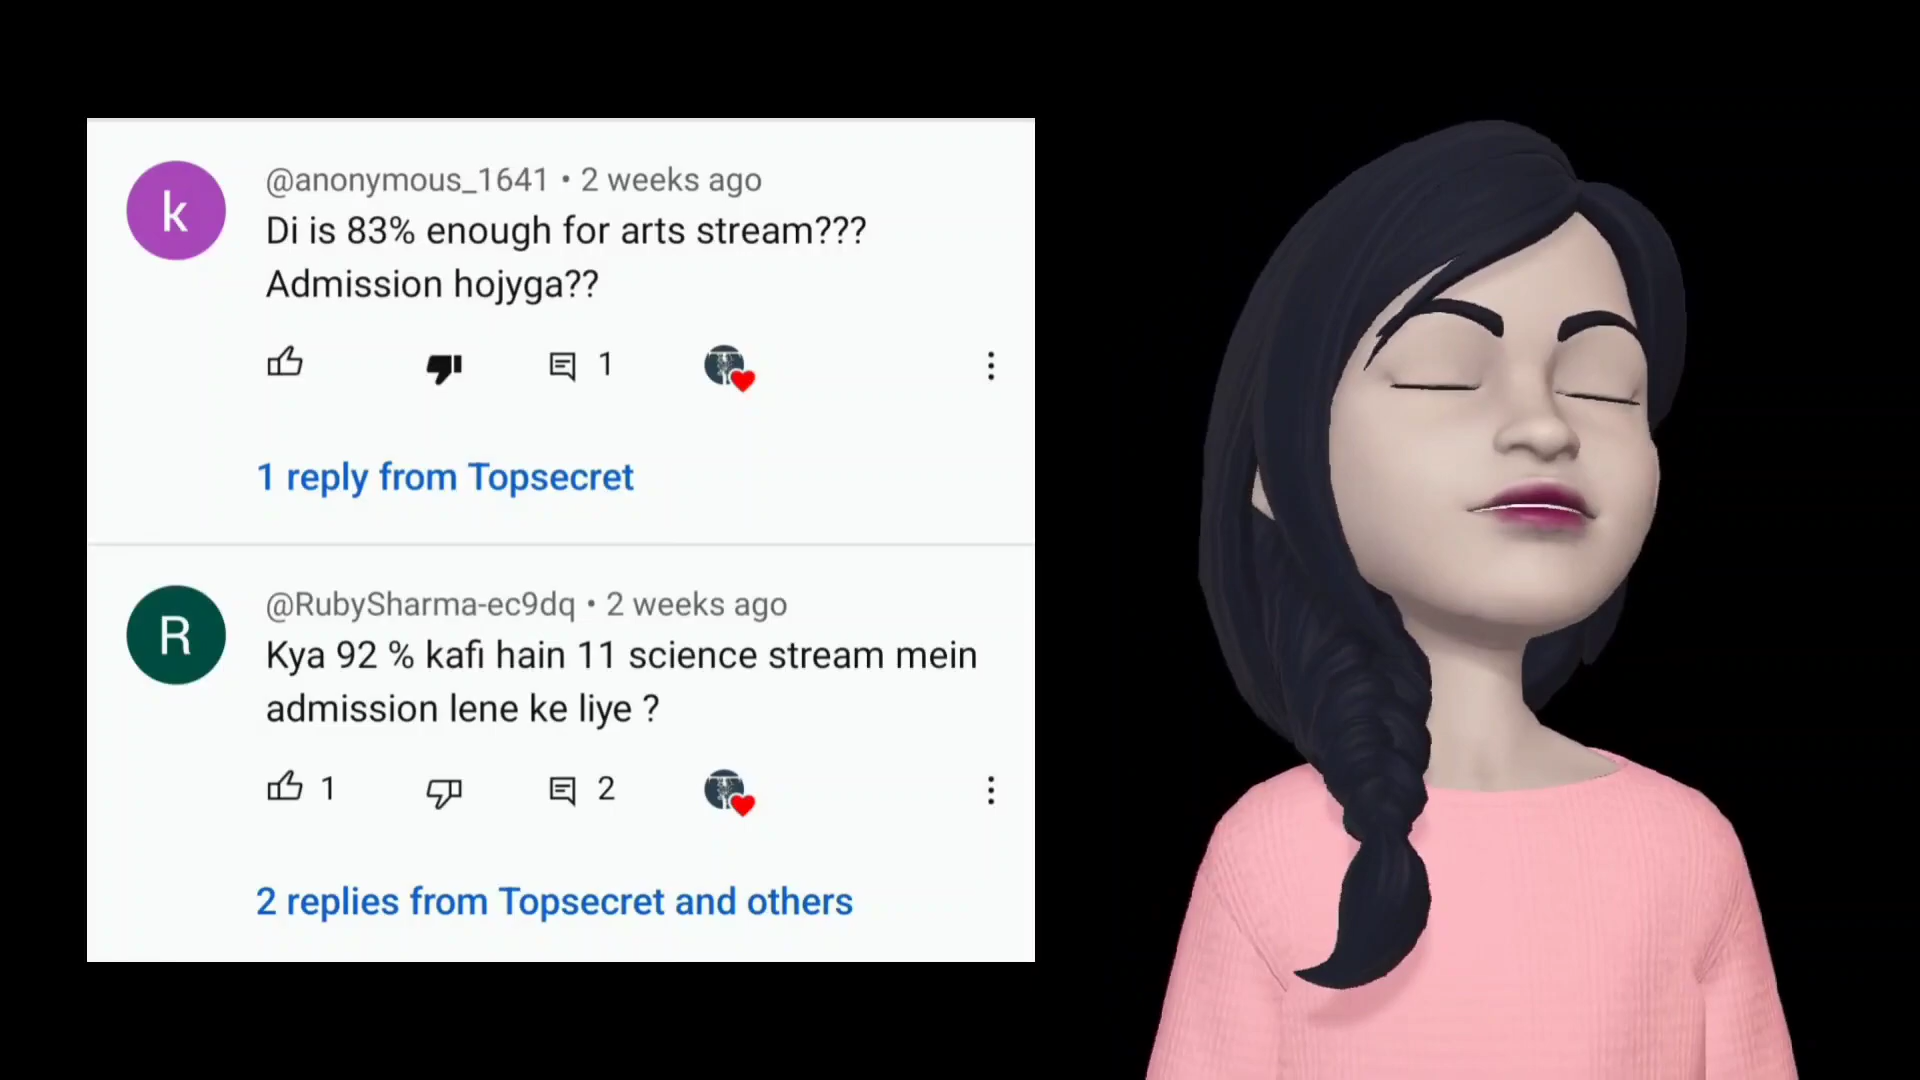 k
@anonymous_1641 • 2 weeks ago
Di is 83% enough for arts stream???
Admission hojyga??
1
1 reply from Topsecret
R
@RubySharma-ec9dq • 2 weeks ago
Kya 92 % kafi hain 11 science stream mein
admission lene ke liye ?
1 2
2 replies from Topsecret and others